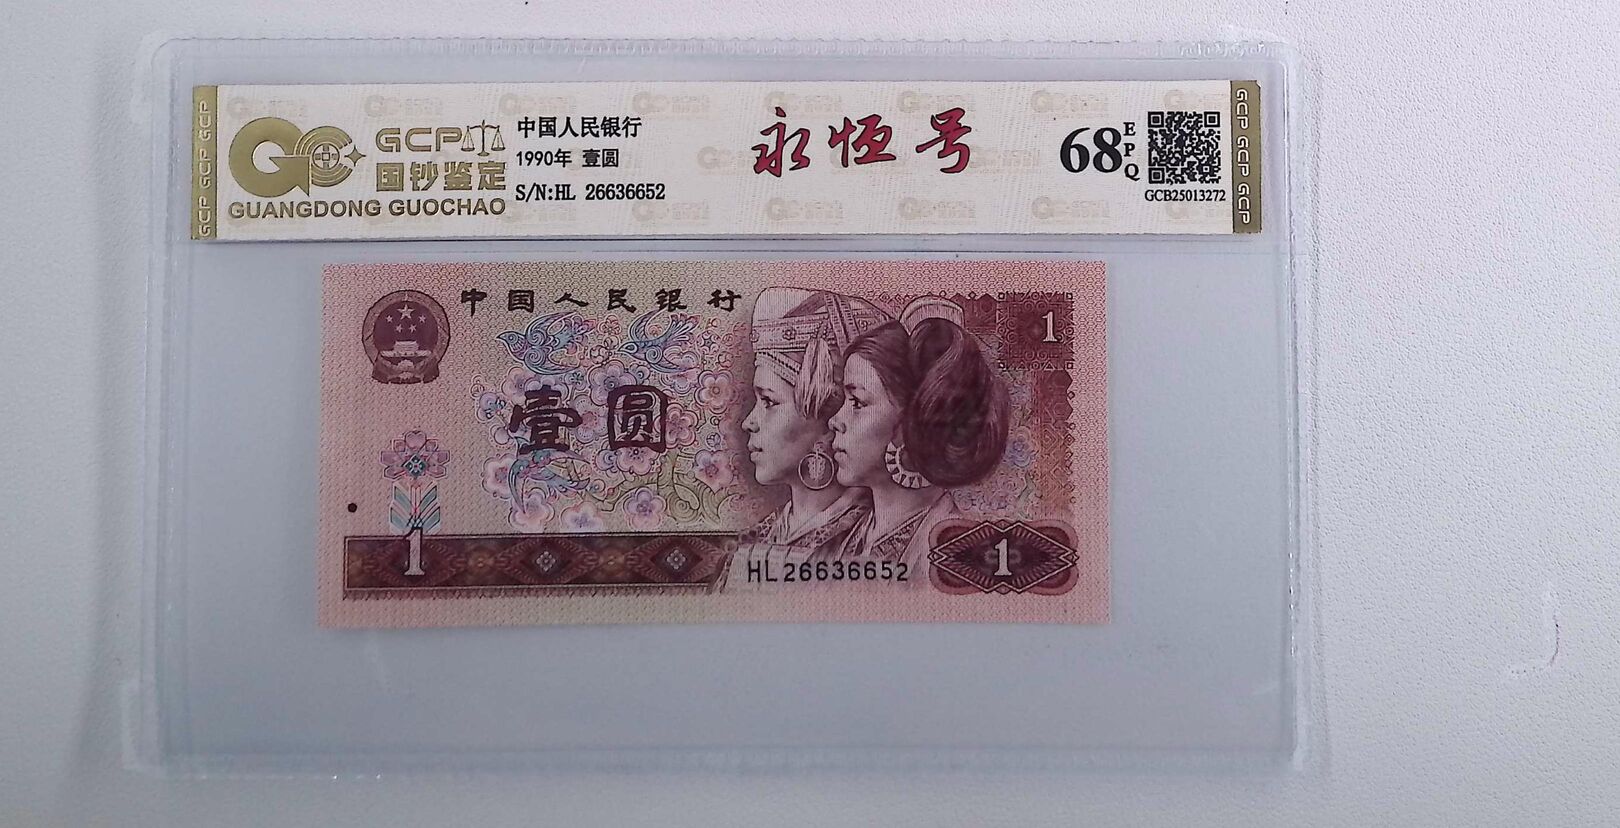 GCP
国钞鉴定
GUANGDONG GUOCHAO
中国人民银行
1990年 壹圆
S/N:HL 26636652
永恒号
68 EPQ
GCB25013272
GCP GCP GCP
GCP GCP GCP
中国人民银行
1
壹圆
1
HL26636652
1